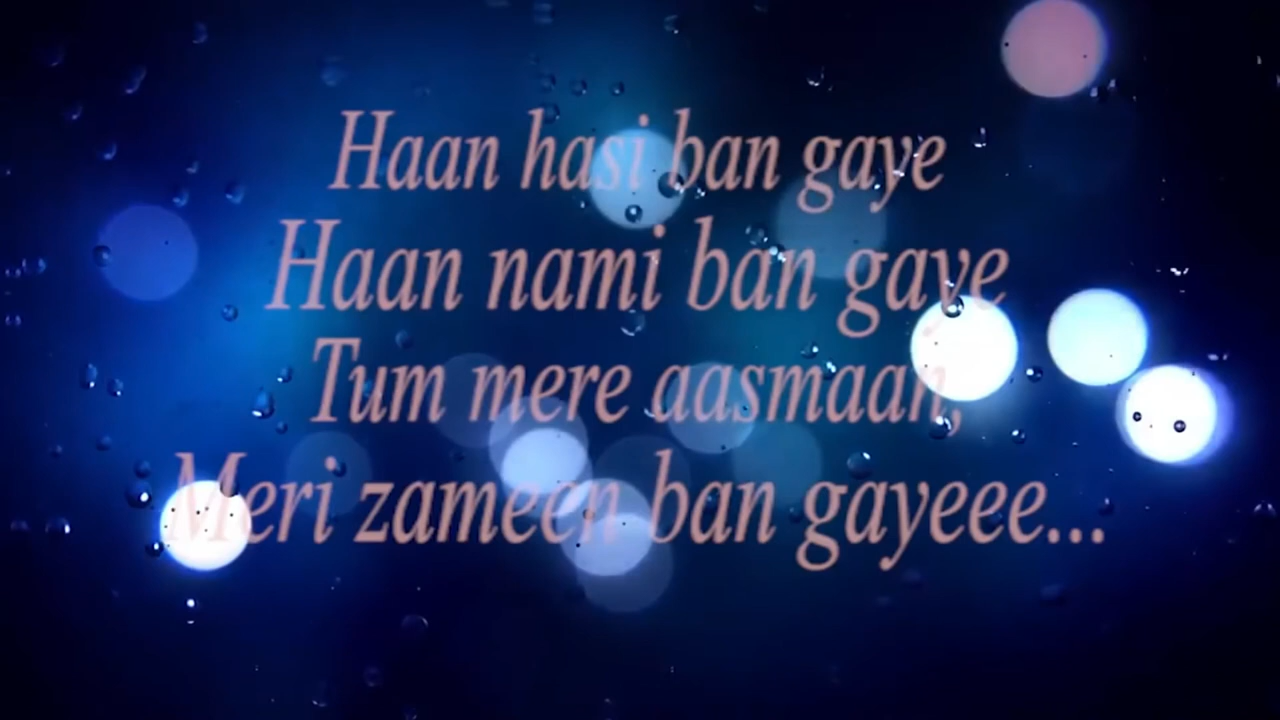 Haan hasi ban gaye
Haan nami ban gaye
Tum mere aasmaan,
Meri zameen ban gayeee...